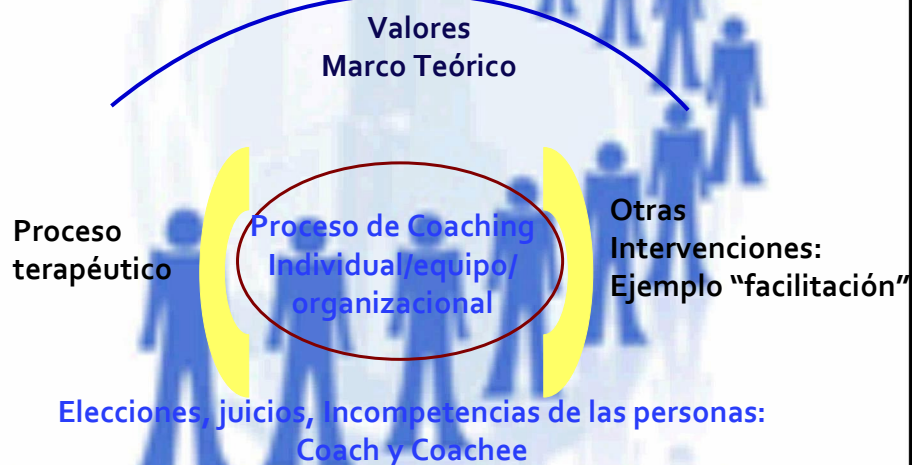 Valores
Marco Teórico
Proceso
terapéutico
Proceso de Coaching
Individual/equipo/
organizacional
Otras
Intervenciones:
Ejemplo “facilitación”
Elecciones, juicios, Incompetencias de las personas:
Coach y Coachee